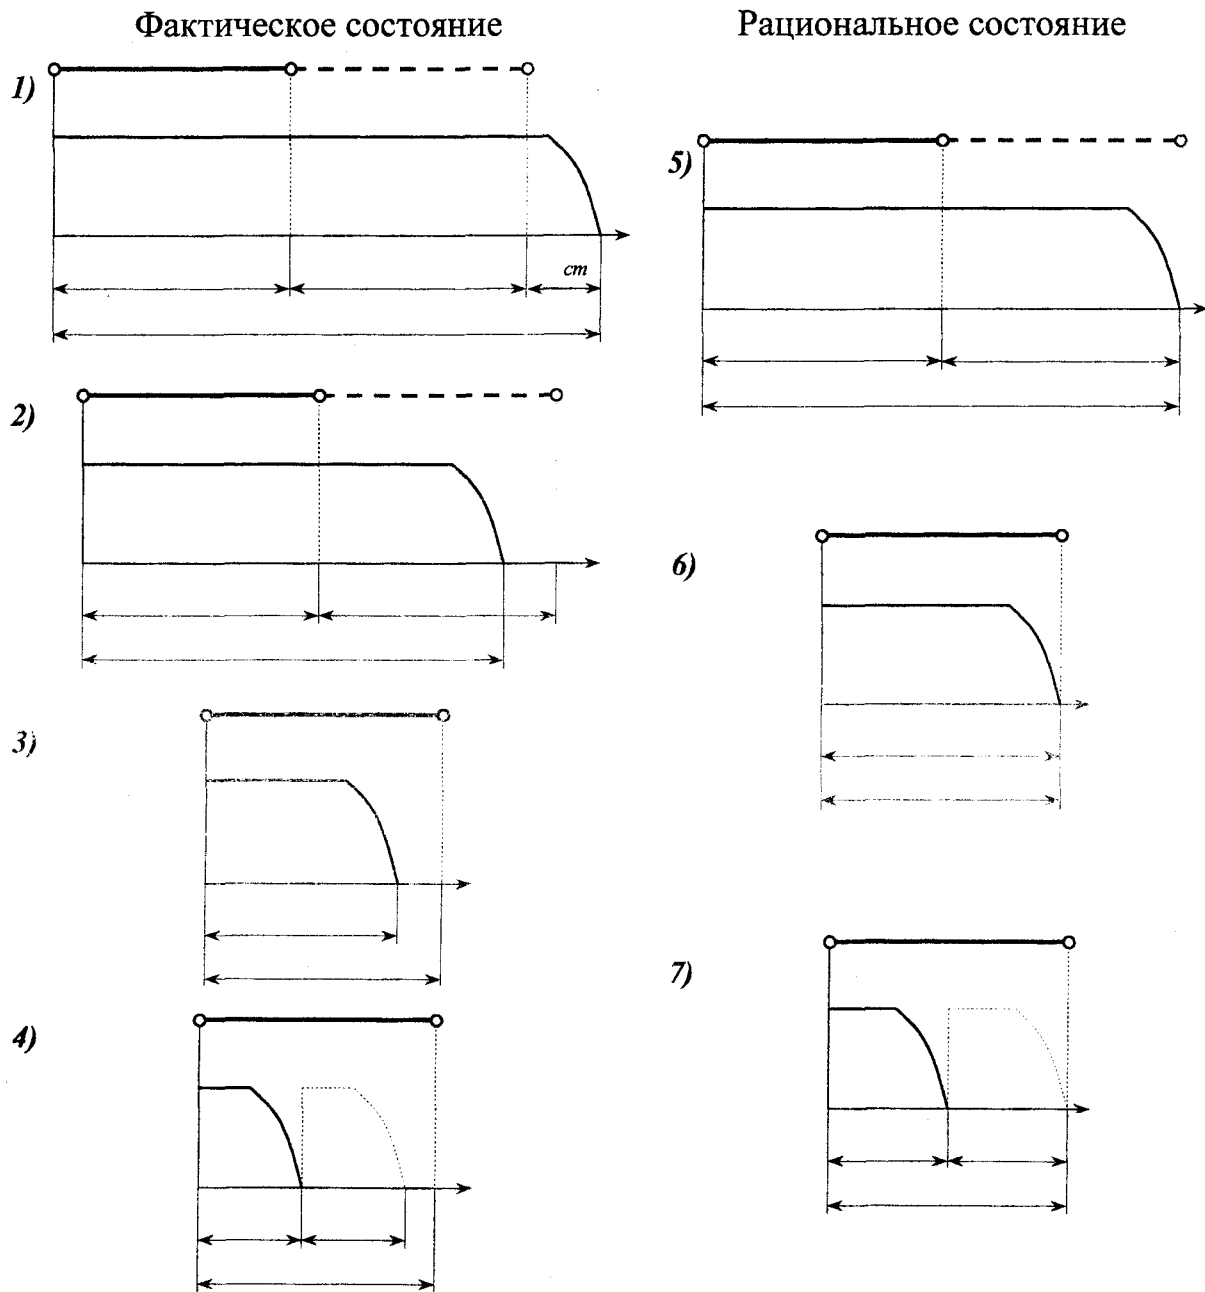 Фактическое состояние
Рациональное состояние
1)
cm
5)
2)
6)
3)
7)
4)